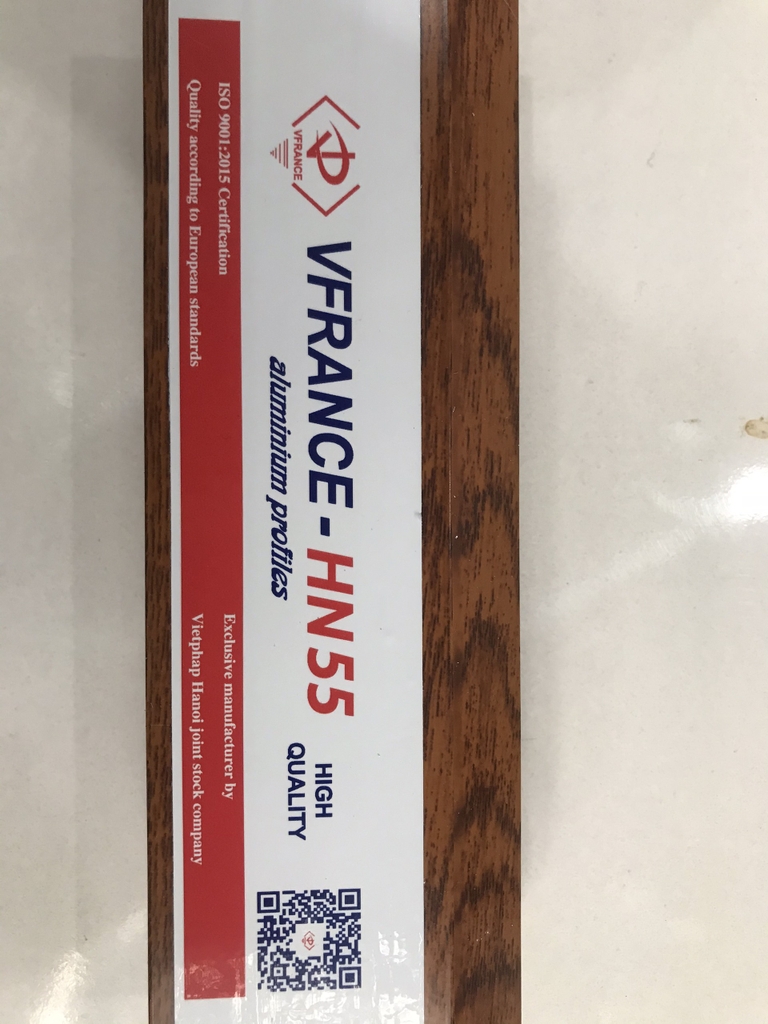 VFRANCE
VFRANCE - HN55
aluminium profiles
HIGH
QUALITY
ISO 9001:2015 Certification
Quality according to European standards
Exclusive manufacturer by
Vietphap Hanoi joint stock company